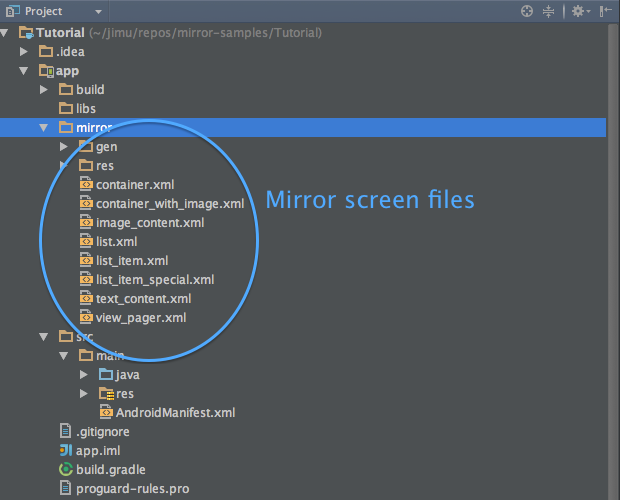 Project
Tutorial (~/jimu/repos/mirror-samples/Tutorial)
.idea
app
build
libs
mirror
gen
res
container.xml
container_with_image.xml
Mirror screen files
image_content.xml
list.xml
list_item.xml
list_item_special.xml
text_content.xml
view_pager.xml
src
main
java
res
AndroidManifest.xml
.gitignore
app.iml
build.gradle
proguard-rules.pro